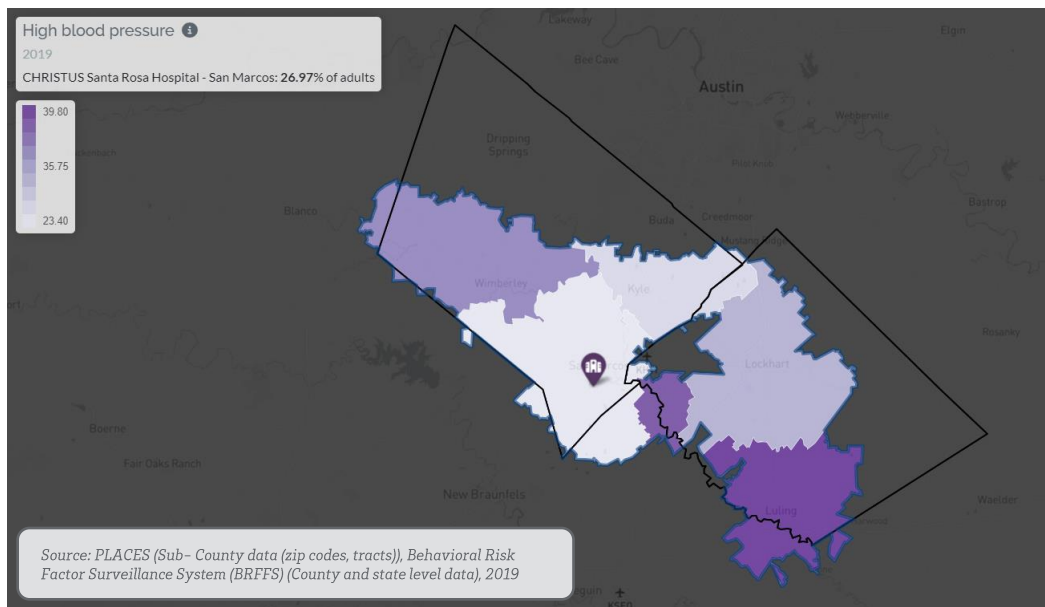 High blood pressure i
2019
CHRISTUS Santa Rosa Hospital - San Marcos: 26.97% of adults
39.80
35.75
23.40
Lakeway
Elgin
Bee Cave
Austin
Webberville
Dripping
Springs
Pilot Knob
Bastrop
Blanco
Buda
Creedmoor
Mustang Ridge
Wimberley
Kyle
Rosanky
Lockhart
Boerne
Fair Oaks Ranch
New Braunfels
Waelder
Luling
Source: PLACES (Sub– County data (zip codes, tracts)), Behavioral Risk
Factor Surveillance System (BRFFS) (County and state level data), 2019